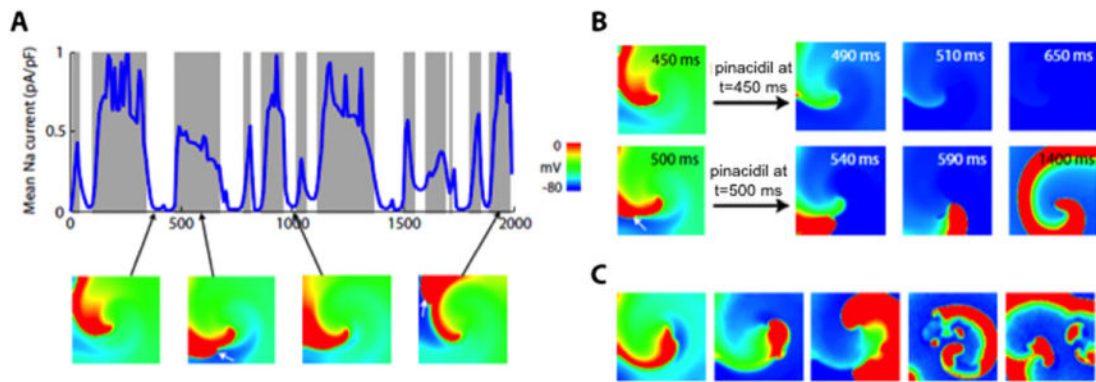 A
Mean Na current (pA/pF)
1
0.5
0
0
500
1000
1500
2000
0
mV
-80
B
450 ms
pinacidil at
t=450 ms
490 ms
510 ms
650 ms
500 ms
pinacidil at
t=500 ms
540 ms
590 ms
1400 ms
C